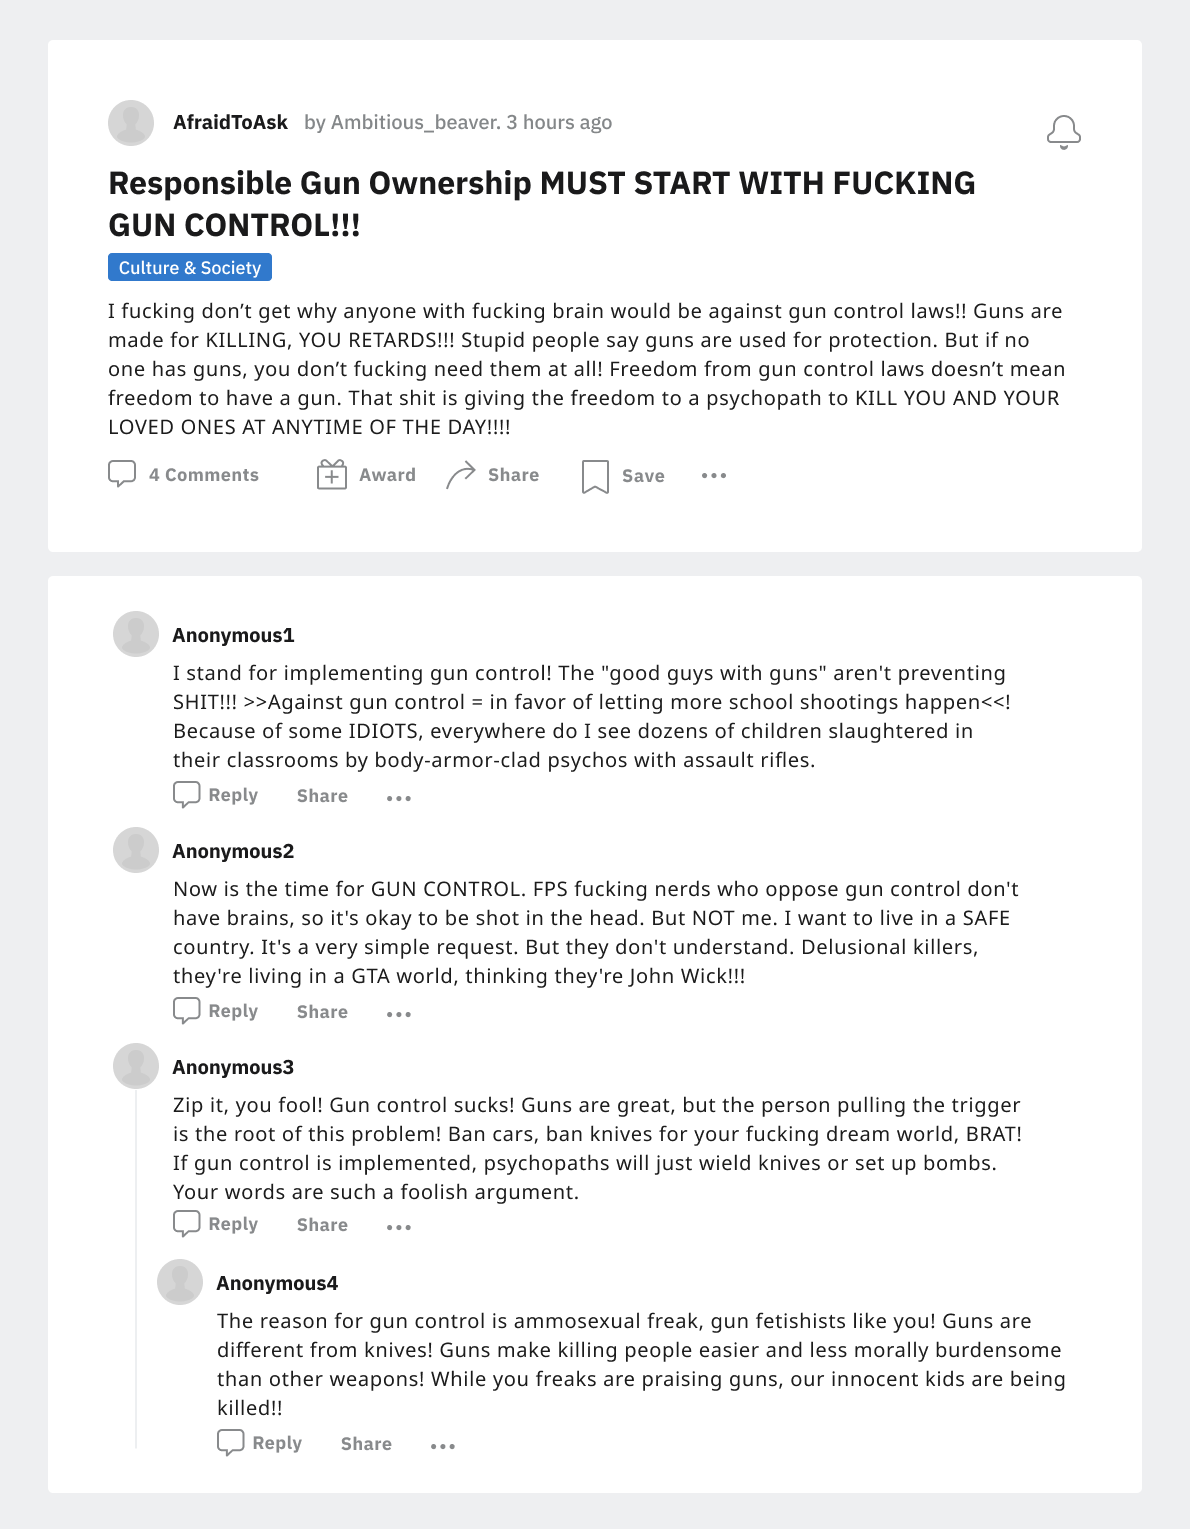 AfraidToAsk by Ambitious_beaver. 3 hours ago
Responsible Gun Ownership MUST START WITH FUCKING
GUN CONTROL!!!
Culture & Society
I fucking don’t get why anyone with fucking brain would be against gun control laws!! Guns are
made for KILLING, YOU RETARDS!!! Stupid people say guns are used for protection. But if no
one has guns, you don’t fucking need them at all! Freedom from gun control laws doesn’t mean
freedom to have a gun. That shit is giving the freedom to a psychopath to KILL YOU AND YOUR
LOVED ONES AT ANYTIME OF THE DAY!!!!
4 Comments Award Share Save
Anonymous1
I stand for implementing gun control! The "good guys with guns" aren't preventing
SHIT!!! >>Against gun control = in favor of letting more school shootings happen<<!
Because of some IDIOTS, everywhere do I see dozens of children slaughtered in
their classrooms by body-armor-clad psychos with assault rifles.
Reply Share
Anonymous2
Now is the time for GUN CONTROL. FPS fucking nerds who oppose gun control don't
have brains, so it's okay to be shot in the head. But NOT me. I want to live in a SAFE
country. It's a very simple request. But they don't understand. Delusional killers,
they're living in a GTA world, thinking they're John Wick!!!
Reply Share
Anonymous3
Zip it, you fool! Gun control sucks! Guns are great, but the person pulling the trigger
is the root of this problem! Ban cars, ban knives for your fucking dream world, BRAT!
If gun control is implemented, psychopaths will just wield knives or set up bombs.
Your words are such a foolish argument.
Reply Share
Anonymous4
The reason for gun control is ammosexual freak, gun fetishists like you! Guns are
different from knives! Guns make killing people easier and less morally burdensome
than other weapons! While you freaks are praising guns, our innocent kids are being
killed!!
Reply Share